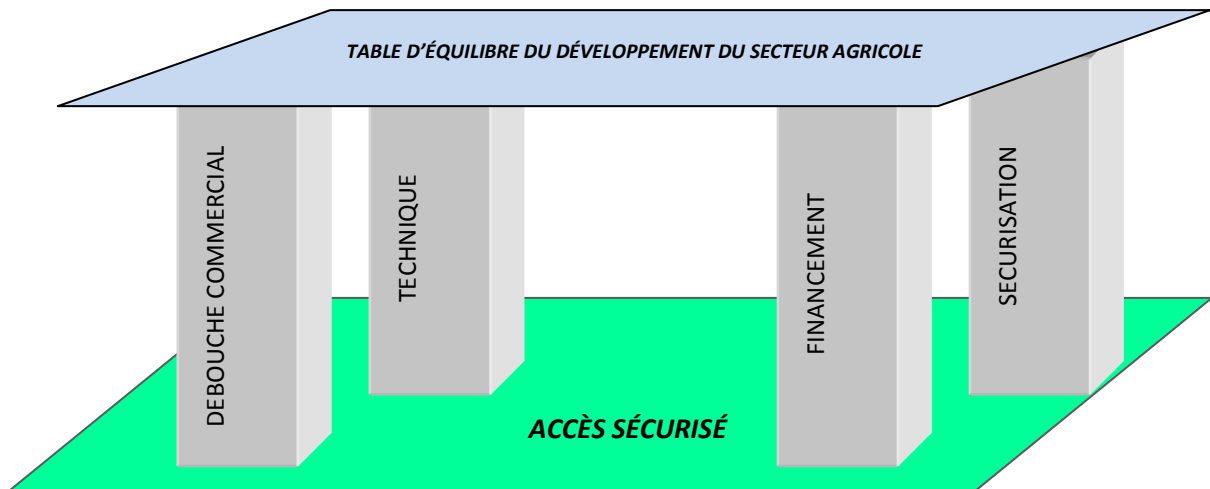 TABLE D'ÉQUILIBRE DU DÉVELOPPEMENT DU SECTEUR AGRICOLE
DEBOUCHE COMMERCIAL
TECHNIQUE
FINANCEMENT
SECURISATION
ACCÈS SÉCURISÉ